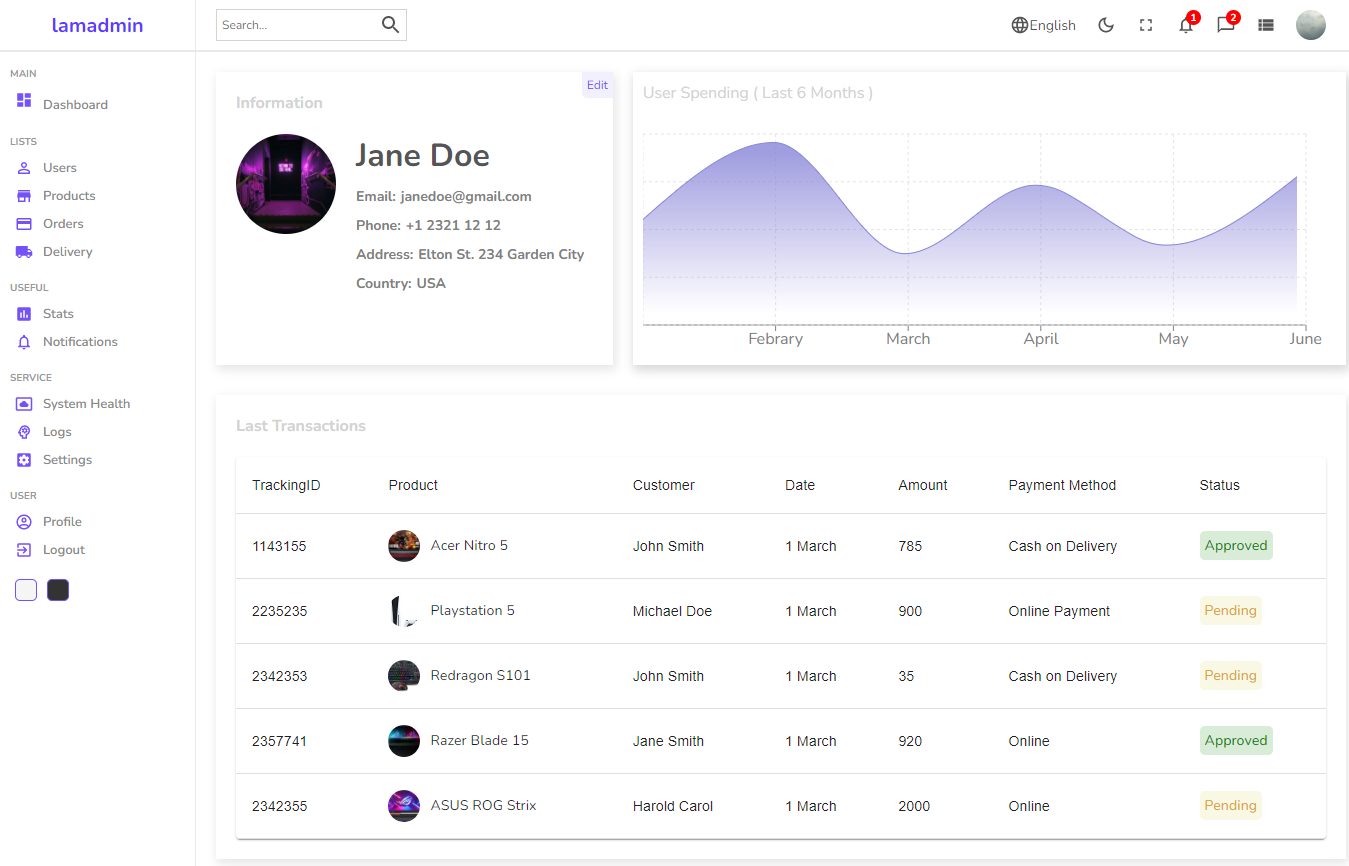 lamadmin
Search...
English
1
2
MAIN
Dashboard
LISTS
Users
Products
Orders
Delivery
USEFUL
Stats
Notifications
SERVICE
System Health
Logs
Settings
USER
Profile
Logout
Edit
Information
Jane Doe
Email: janedoe@gmail.com
Phone: +1 2321 12 12
Address: Elton St. 234 Garden City
Country: USA
User Spending ( Last 6 Months )
Febrary March April May June
Last Transactions
TrackingID Product Customer Date Amount Payment Method Status
1143155 Acer Nitro 5 John Smith 1 March 785 Cash on Delivery Approved
2235235 Playstation 5 Michael Doe 1 March 900 Online Payment Pending
2342353 Redragon S101 John Smith 1 March 35 Cash on Delivery Pending
2357741 Razer Blade 15 Jane Smith 1 March 920 Online Approved
2342355 ASUS ROG Strix Harold Carol 1 March 2000 Online Pending